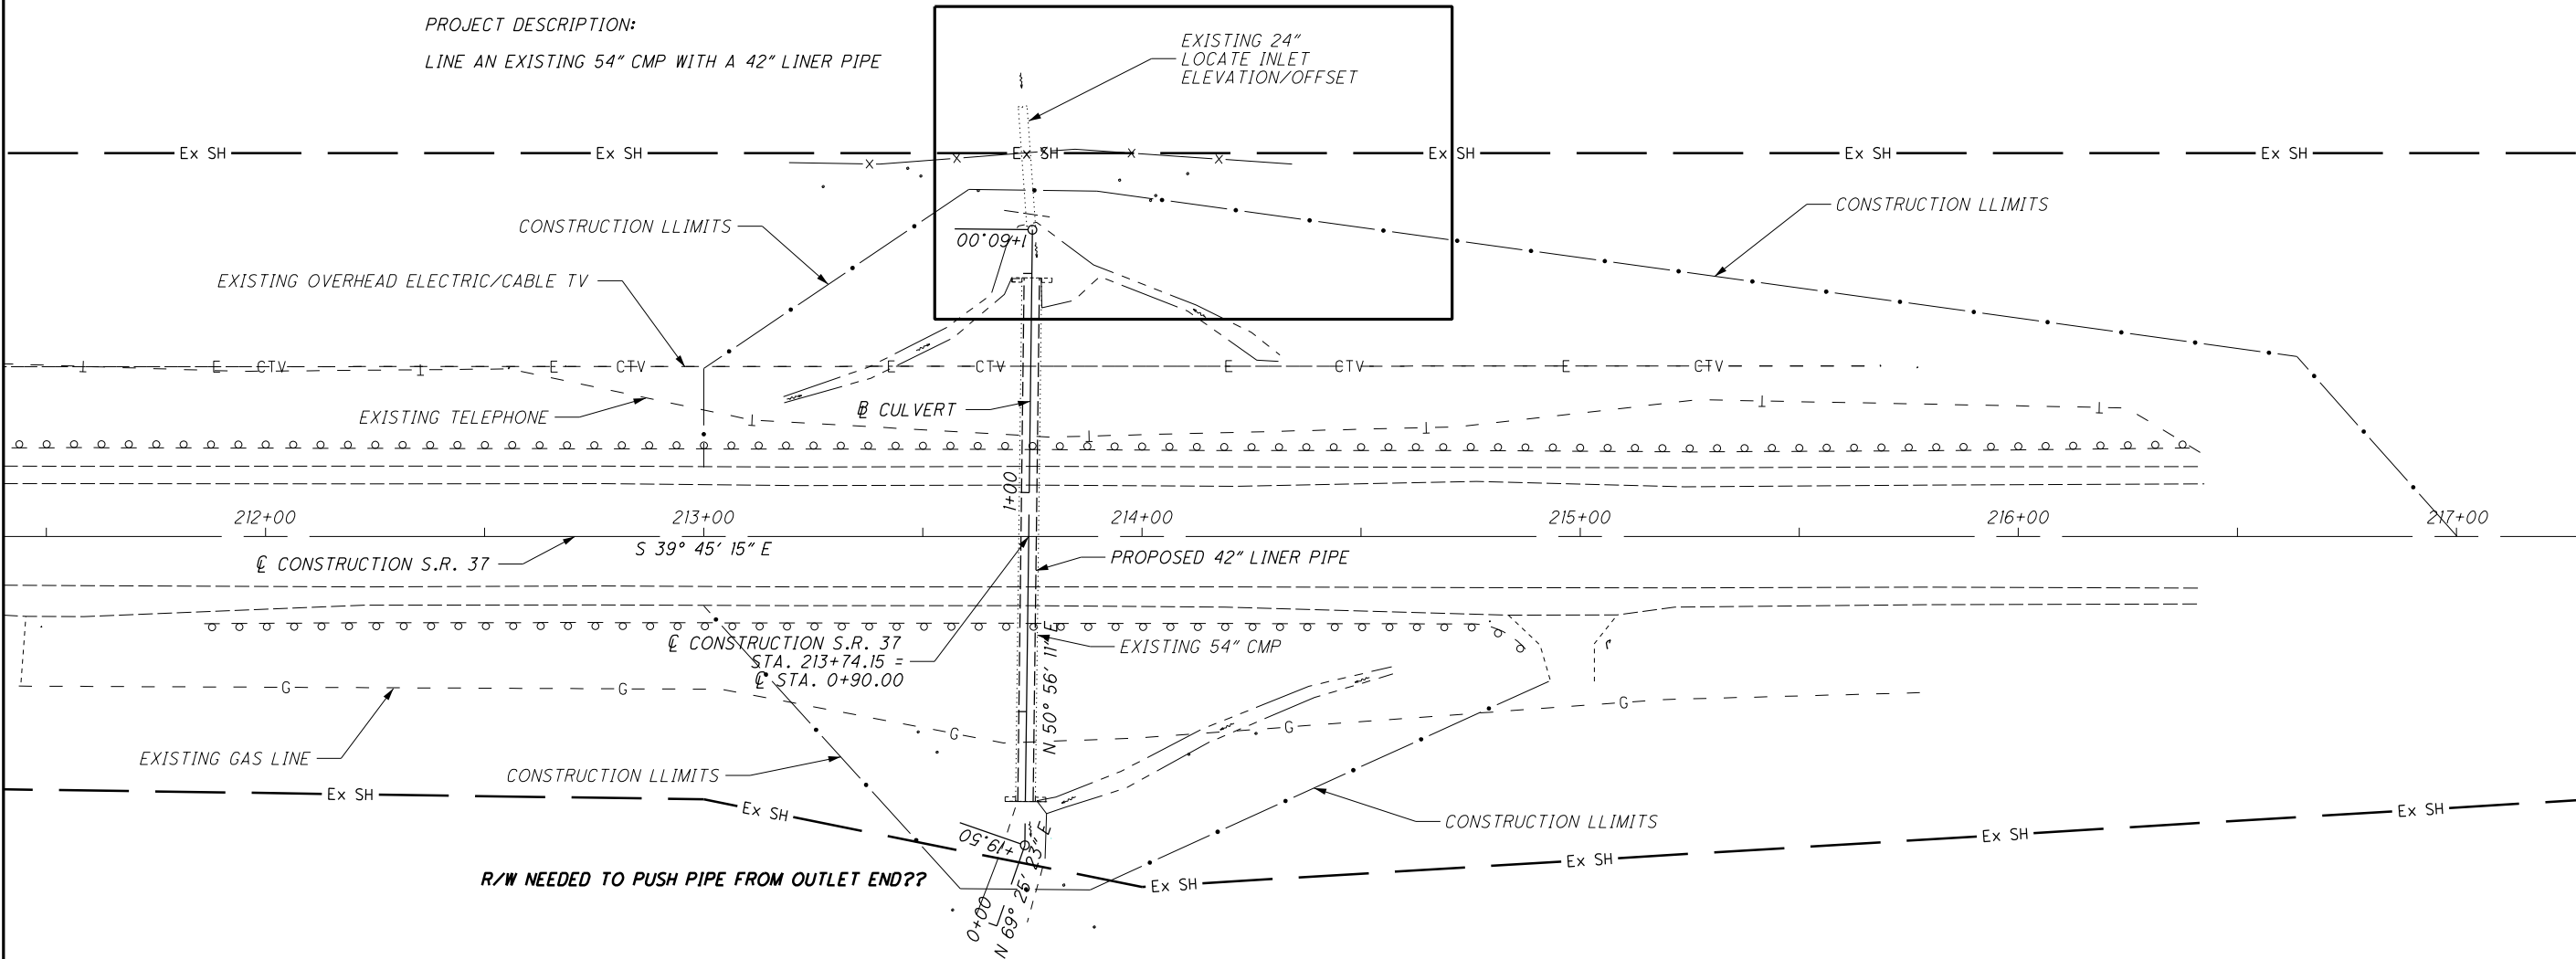 PROJECT DESCRIPTION:
LINE AN EXISTING 54" CMP WITH A 42" LINER PIPE
EXISTING 24"
LOCATE INLET
ELEVATION/OFFSET
Ex SH
Ex SH
Ex SH
Ex SH
Ex SH
Ex SH
X
X
X
X
X
CONSTRUCTION LLIMITS
CONSTRUCTION LLIMITS
1+60.00
EXISTING OVERHEAD ELECTRIC/CABLE TV
E
CTV
E
CTV
E
CTV
E
CTV
E
CTV
EXISTING TELEPHONE
℄ CULVERT
1+00
212+00
213+00
214+00
215+00
216+00
217+00
S 39° 45' 15" E
℄ CONSTRUCTION S.R. 37
PROPOSED 42" LINER PIPE
℄ CONSTRUCTION S.R. 37
STA. 213+74.15 =
℄ STA. 0+90.00
EXISTING 54" CMP
N 50° 56' 11" E
G
G
G
G
G
EXISTING GAS LINE
CONSTRUCTION LLIMITS
Ex SH
Ex SH
Ex SH
Ex SH
Ex SH
Ex SH
CONSTRUCTION LLIMITS
+19.50
R/W NEEDED TO PUSH PIPE FROM OUTLET END??
0+00
N 69° 25' 23" E